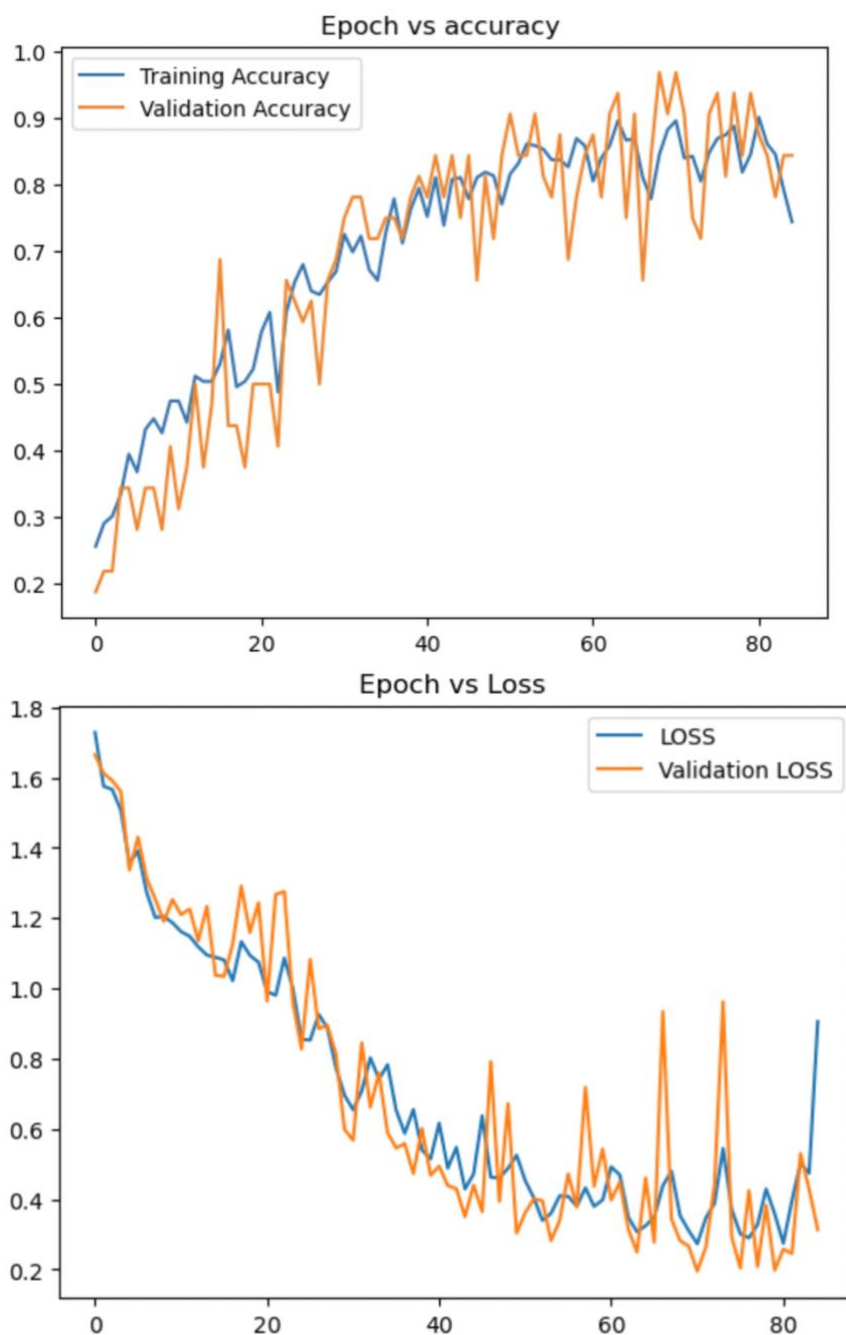 Epoch vs accuracy
Training Accuracy
Validation Accuracy
1.0
0.9
0.8
0.7
0.6
0.5
0.4
0.3
0.2
0 20 40 60 80
Epoch vs Loss
LOSS
Validation LOSS
1.8
1.6
1.4
1.2
1.0
0.8
0.6
0.4
0.2
0 20 40 60 80